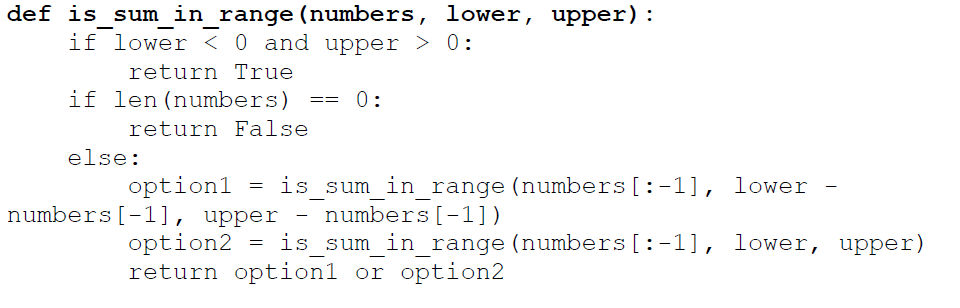 def is_sum_in_range(numbers, lower, upper):
    if lower < 0 and upper > 0:
        return True
    if len(numbers) == 0:
        return False
    else:
        option1 = is_sum_in_range(numbers[:-1], lower -
numbers[-1], upper - numbers[-1])
        option2 = is_sum_in_range(numbers[:-1], lower, upper)
        return option1 or option2